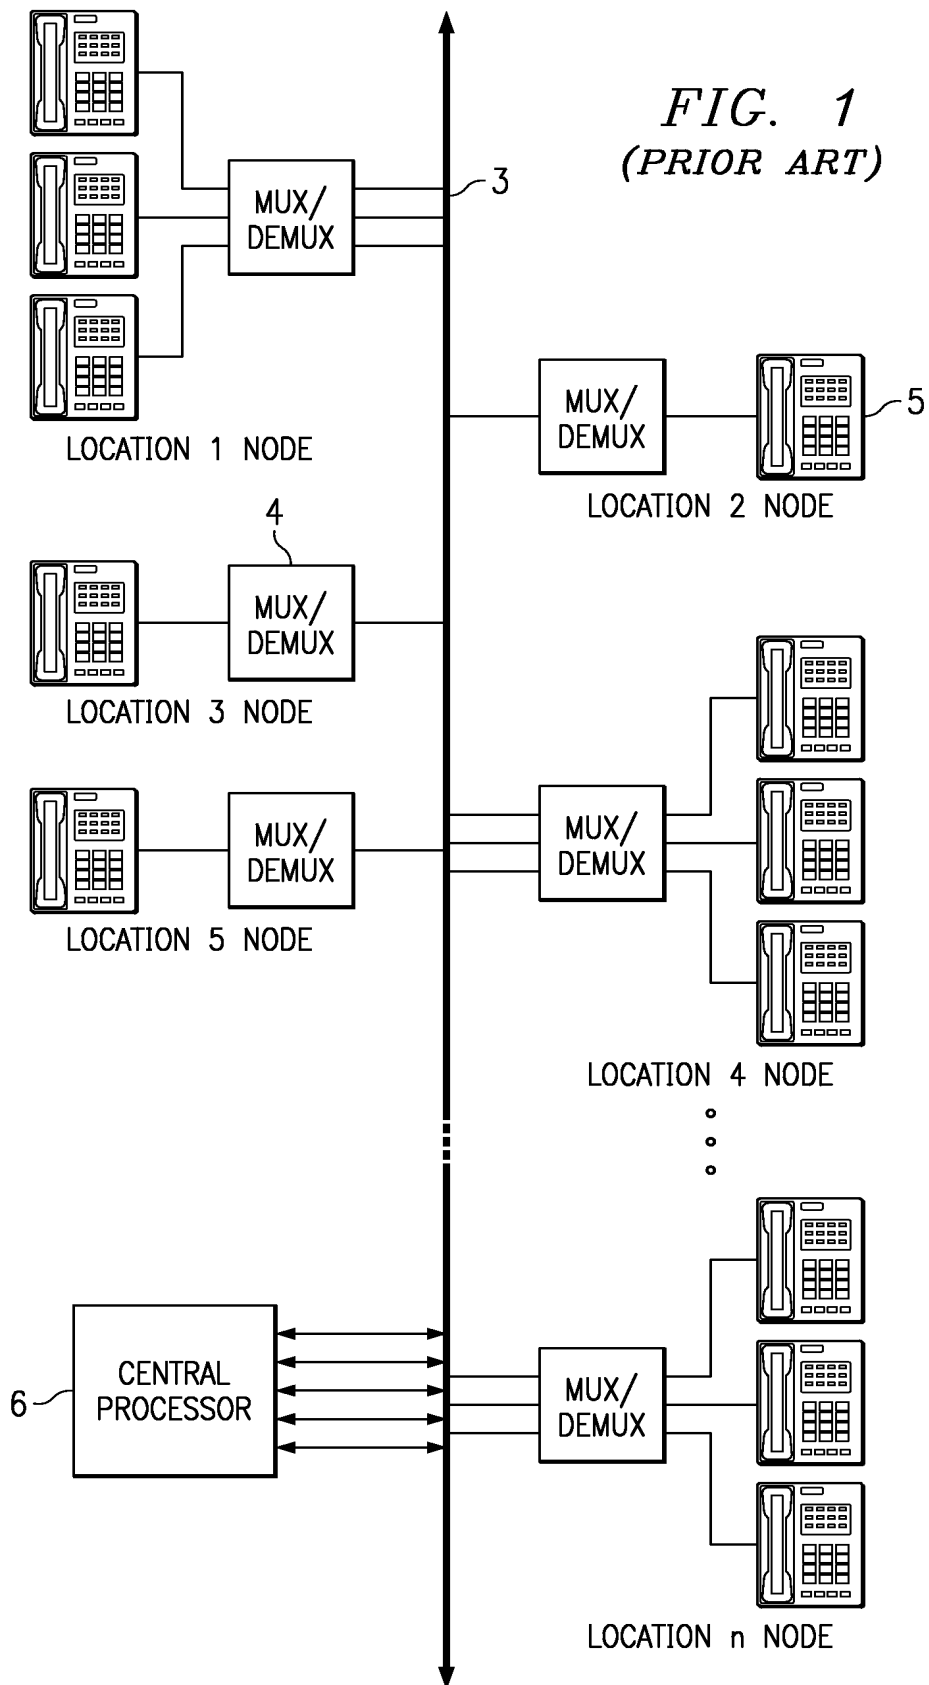 FIG. 1
(PRIOR ART)
3
MUX/
DEMUX
LOCATION 1 NODE
MUX/
DEMUX
5
LOCATION 2 NODE
4
MUX/
DEMUX
LOCATION 3 NODE
MUX/
DEMUX
LOCATION 5 NODE
MUX/
DEMUX
LOCATION 4 NODE
6
CENTRAL
PROCESSOR
MUX/
DEMUX
LOCATION n NODE